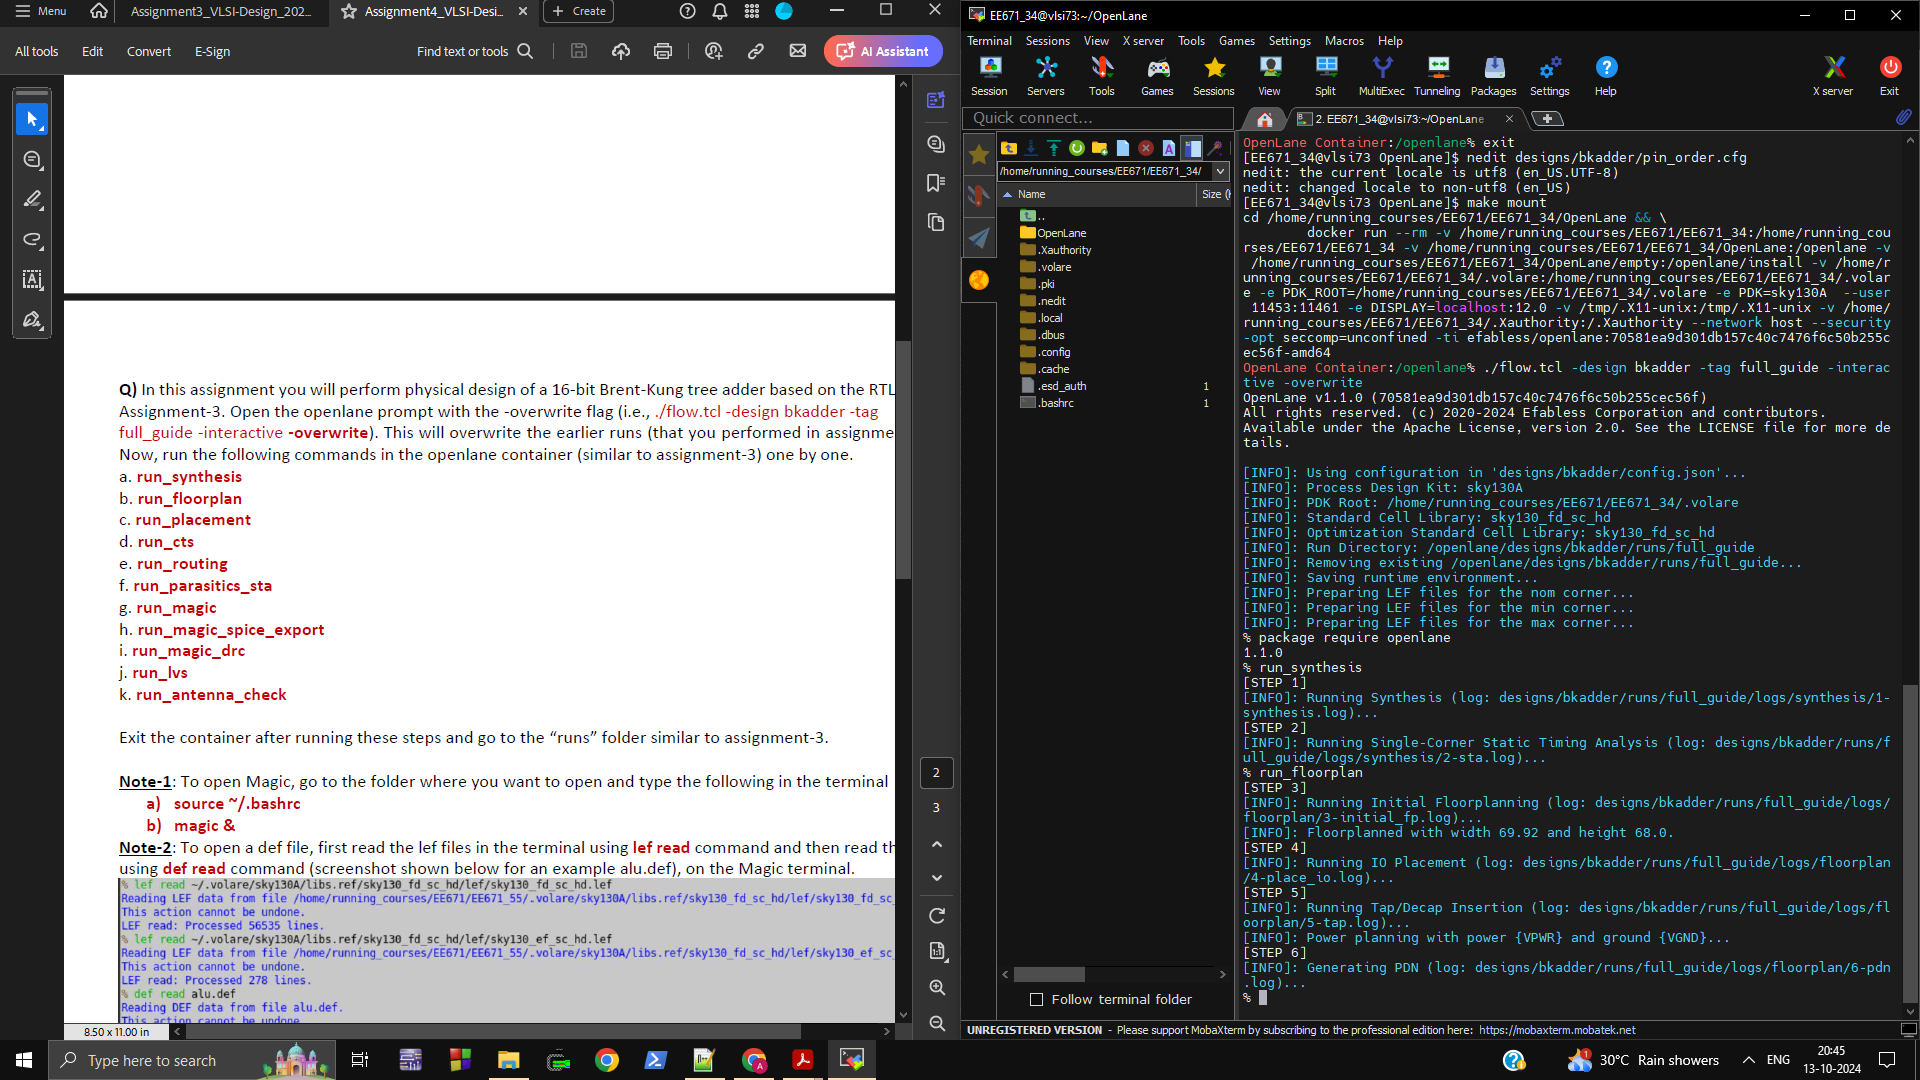 Menu
Assignment3_VLSI-Design_202...
Assignment4_VLSI-Desi...
Create
All tools
Edit
Convert
E-Sign
Find text or tools
AI Assistant
Q) In this assignment you will perform physical design of a 16-bit Brent-Kung tree adder based on the RTL
Assignment-3. Open the openlane prompt with the -overwrite flag (i.e., ./flow.tcl -design bkadder -tag
full_guide -interactive -overwrite). This will overwrite the earlier runs (that you performed in assignme
Now, run the following commands in the openlane container (similar to assignment-3) one by one.
a. run_synthesis
b. run_floorplan
c. run_placement
d. run_cts
e. run_routing
f. run_parasitics_sta
g. run_magic
h. run_magic_spice_export
i. run_magic_drc
j. run_lvs
k. run_antenna_check
Exit the container after running these steps and go to the “runs” folder similar to assignment-3.
Note-1: To open Magic, go to the folder where you want to open and type the following in the terminal
a) source ~/.bashrc
b) magic &
Note-2: To open a def file, first read the lef files in the terminal using lef read command and then read th
using def read command (screenshot shown below for an example alu.def), on the Magic terminal.
% lef read ~/.volare/sky130A/libs.ref/sky130_fd_sc_hd/lef/sky130_fd_sc_hd.lef
Reading LEF data from file /home/running_courses/EE671/EE671_55/.volare/sky130A/libs.ref/sky130_fd_sc_hd/lef/sky130_fd_sc_
This action cannot be undone.
LEF read: Processed 56535 lines.
% lef read ~/.volare/sky130A/libs.ref/sky130_fd_sc_hd/lef/sky130_ef_sc_hd.lef
Reading LEF data from file /home/running_courses/EE671/EE671_55/.volare/sky130A/libs.ref/sky130_fd_sc_hd/lef/sky130_ef_sc_
This action cannot be undone.
LEF read: Processed 278 lines.
% def read alu.def
Reading DEF data from file alu.def.
This action cannot be undone
8.50 x 11.00 in
2
3
EE671_34@vlsi73:~/OpenLane
Terminal Sessions View X server Tools Games Settings Macros Help
Session Servers Tools Games Sessions View Split MultiExec Tunneling Packages Settings Help X server Exit
Quick connect...
2. EE671_34@vlsi73:~/OpenLane
/home/running_courses/EE671/EE671_34/
Name
Size (K
..
OpenLane
.Xauthority
.volare
.pki
.nedit
.local
.dbus
.config
.cache
.esd_auth 1
.bashrc 1
Follow terminal folder
OpenLane Container:/openlane% exit
[EE671_34@vlsi73 OpenLane]$ nedit designs/bkadder/pin_order.cfg
nedit: the current locale is utf8 (en_US.UTF-8)
nedit: changed locale to non-utf8 (en_US)
[EE671_34@vlsi73 OpenLane]$ make mount
cd /home/running_courses/EE671/EE671_34/OpenLane && \
docker run --rm -v /home/running_courses/EE671/EE671_34:/home/running_cou
rses/EE671/EE671_34 -v /home/running_courses/EE671/EE671_34/OpenLane:/openlane -v
/home/running_courses/EE671/EE671_34/OpenLane/empty:/openlane/install -v /home/r
unning_courses/EE671/EE671_34/.volare:/home/running_courses/EE671/EE671_34/.volar
e -e PDK_ROOT=/home/running_courses/EE671/EE671_34/.volare -e PDK=sky130A --user
11453:11461 -e DISPLAY=localhost:12.0 -v /tmp/.X11-unix:/tmp/.X11-unix -v /home/
running_courses/EE671/EE671_34/.Xauthority:/.Xauthority --network host --security
-opt seccomp=unconfined -ti efabless/openlane:70581ea9d301db157c40c7476f6c50b255c
ec56f-amd64
OpenLane Container:/openlane% ./flow.tcl -design bkadder -tag full_guide -interac
tive -overwrite
OpenLane v1.1.0 (70581ea9d301db157c40c7476f6c50b255cec56f)
All rights reserved. (c) 2020-2024 Efabless Corporation and contributors.
Available under the Apache License, version 2.0. See the LICENSE file for more de
tails.
[INFO]: Using configuration in 'designs/bkadder/config.json'...
[INFO]: Process Design Kit: sky130A
[INFO]: PDK Root: /home/running_courses/EE671/EE671_34/.volare
[INFO]: Standard Cell Library: sky130_fd_sc_hd
[INFO]: Optimization Standard Cell Library: sky130_fd_sc_hd
[INFO]: Run Directory: /openlane/designs/bkadder/runs/full_guide
[INFO]: Removing existing /openlane/designs/bkadder/runs/full_guide...
[INFO]: Saving runtime environment...
[INFO]: Preparing LEF files for the nom corner...
[INFO]: Preparing LEF files for the min corner...
[INFO]: Preparing LEF files for the max corner...
% package require openlane
1.1.0
% run_synthesis
[STEP 1]
[INFO]: Running Synthesis (log: designs/bkadder/runs/full_guide/logs/synthesis/1-
synthesis.log)...
[STEP 2]
[INFO]: Running Single-Corner Static Timing Analysis (log: designs/bkadder/runs/f
ull_guide/logs/synthesis/2-sta.log)...
% run_floorplan
[STEP 3]
[INFO]: Running Initial Floorplanning (log: designs/bkadder/runs/full_guide/logs/
floorplan/3-initial_fp.log)...
[INFO]: Floorplanned with width 69.92 and height 68.0.
[STEP 4]
[INFO]: Running IO Placement (log: designs/bkadder/runs/full_guide/logs/floorplan
/4-place_io.log)...
[STEP 5]
[INFO]: Running Tap/Decap Insertion (log: designs/bkadder/runs/full_guide/logs/fl
oorplan/5-tap.log)...
[INFO]: Power planning with power {VPWR} and ground {VGND}...
[STEP 6]
[INFO]: Generating PDN (log: designs/bkadder/runs/full_guide/logs/floorplan/6-pdn
.log)...
%
UNREGISTERED VERSION - Please support MobaXterm by subscribing to the professional edition here: https://mobaxterm.mobatek.net
Type here to search
30°C Rain showers
ENG
20:45
13-10-2024